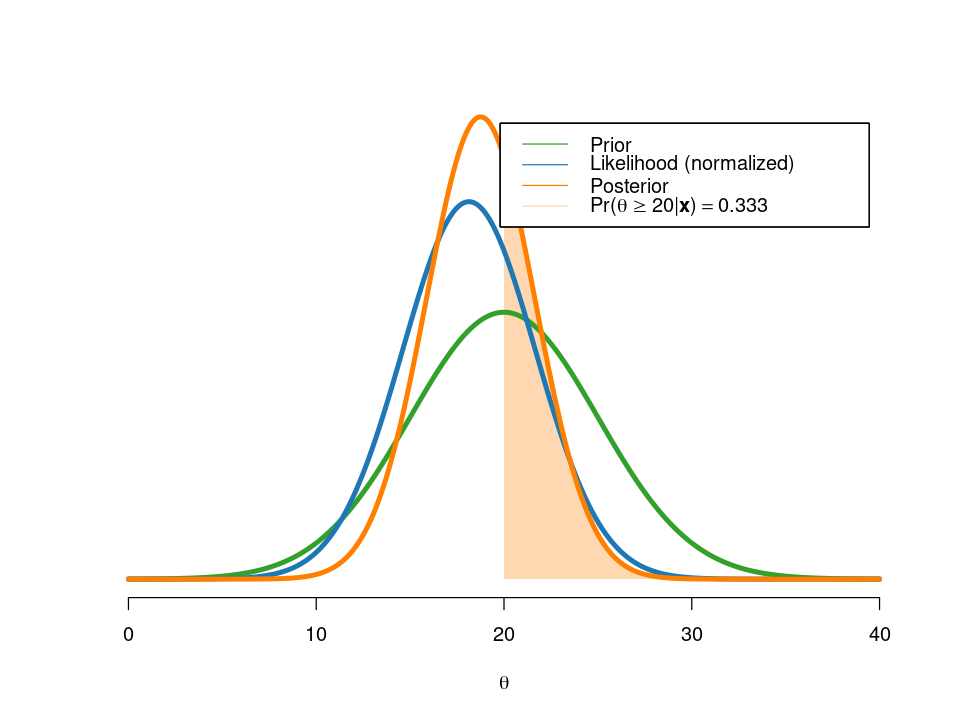 Prior
Likelihood (normalized)
Posterior
Pr(θ ≥ 20|x) = 0.333
0 10 20 30 40
θ